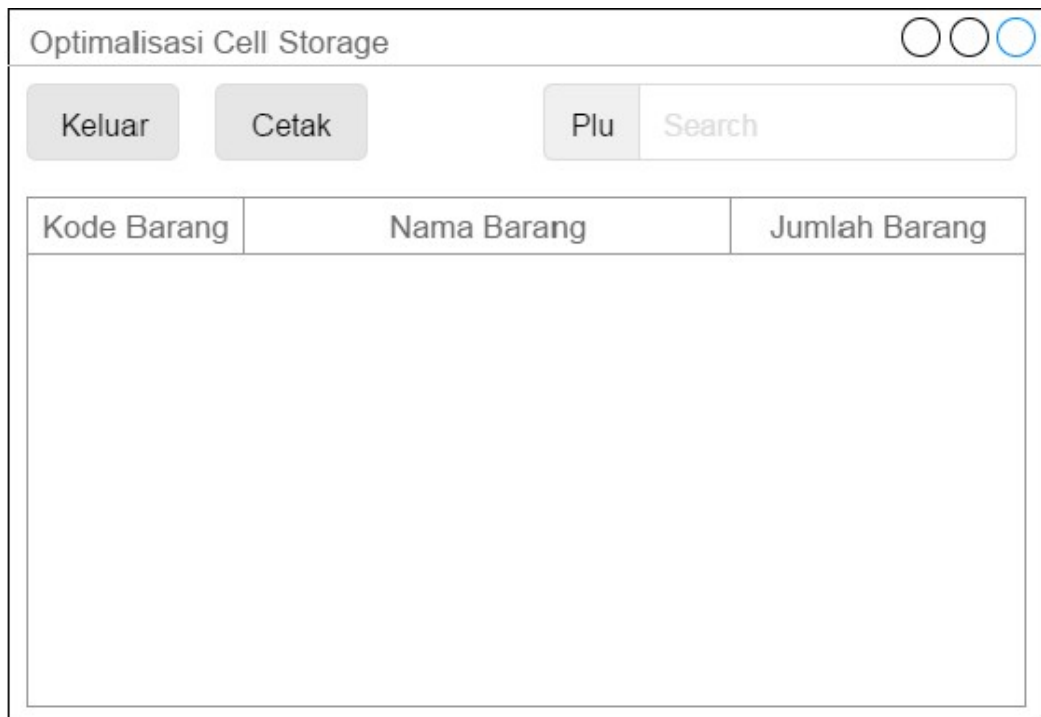 Optimalisasi Cell Storage
Keluar Cetak Plu Search
Kode Barang Nama Barang Jumlah Barang